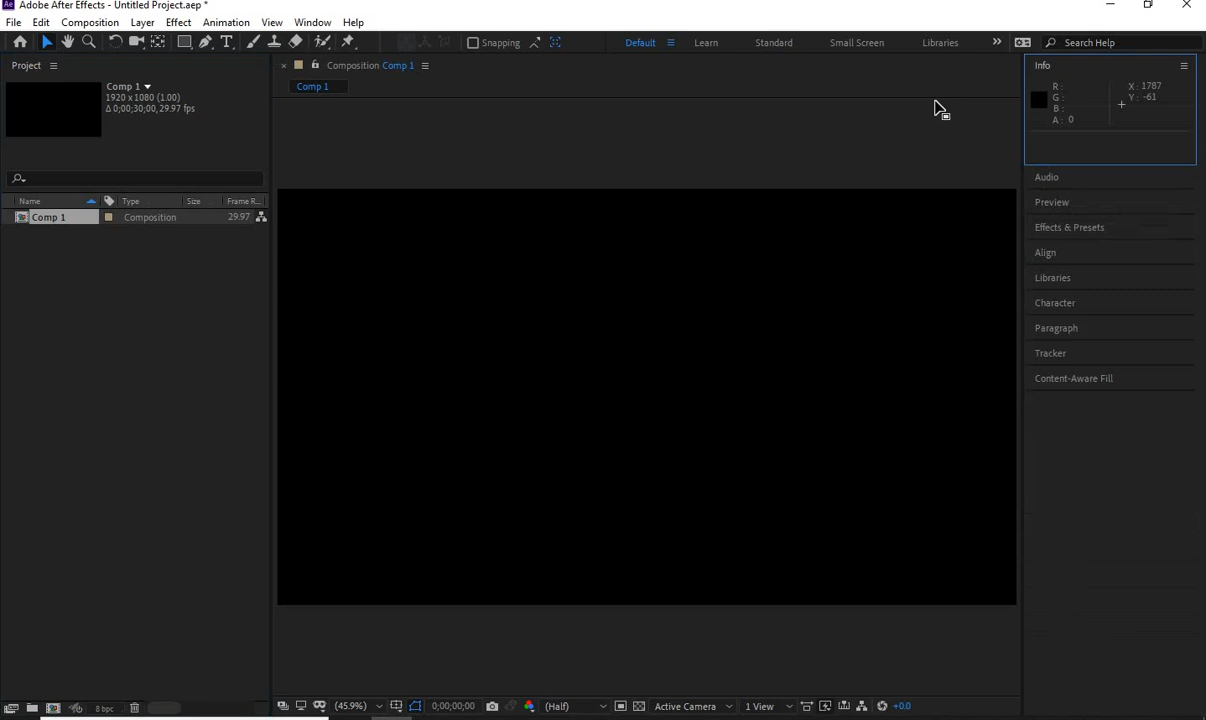 Adobe After Effects - Untitled Project.aep *
File Edit Composition Layer Effect Animation View Window Help
Snapping Default Learn Standard Small Screen Libraries Search Help
Project
Comp 1
1920 x 1080 (1.00)
Δ 0;00;30;00, 29.97 fps
Name Type Size Frame R...
Comp 1 Composition 29.97
8 bpc
Composition Comp 1
Comp 1
(45.9%) 0;00;00;00 (Half) Active Camera 1 View +0.0
Info
R : X : 1787
G : Y : -61
B :
A : 0
Audio
Preview
Effects & Presets
Align
Libraries
Character
Paragraph
Tracker
Content-Aware Fill